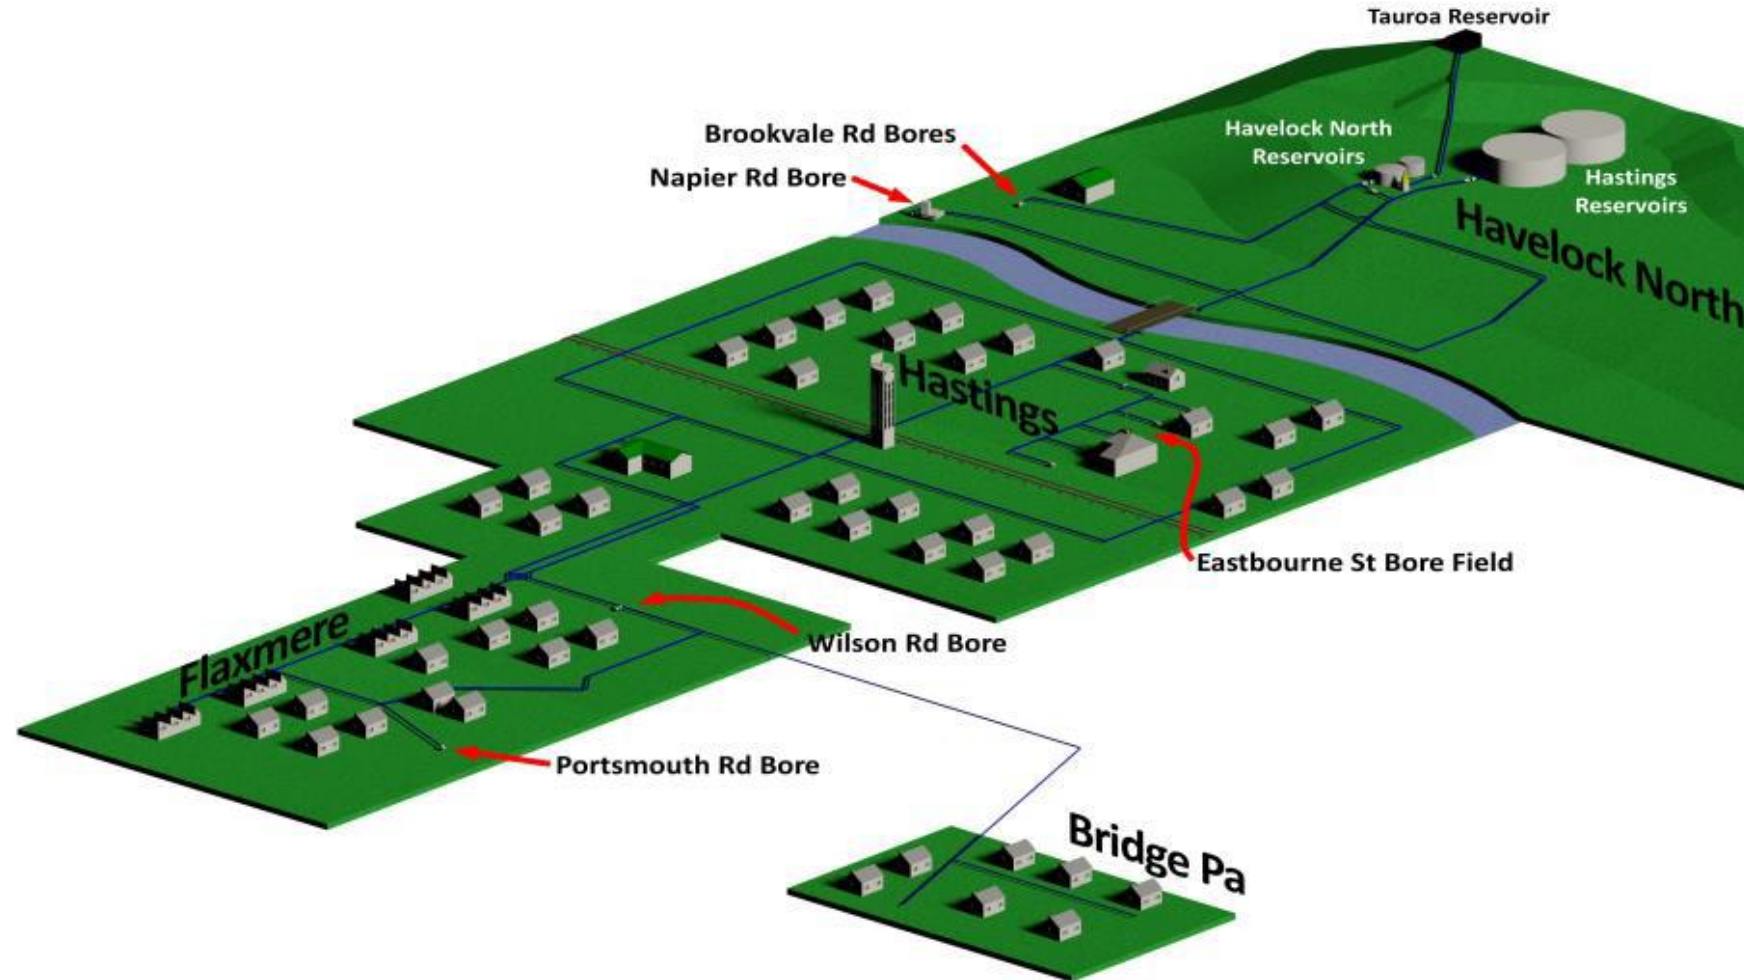 Tauroa Reservoir
Brookvale Rd Bores
Napier Rd Bore
Havelock North
Reservoirs
Hastings
Reservoirs
Havelock North
Hastings
Eastbourne St Bore Field
Wilson Rd Bore
Flaxmere
Portsmouth Rd Bore
Bridge Pa